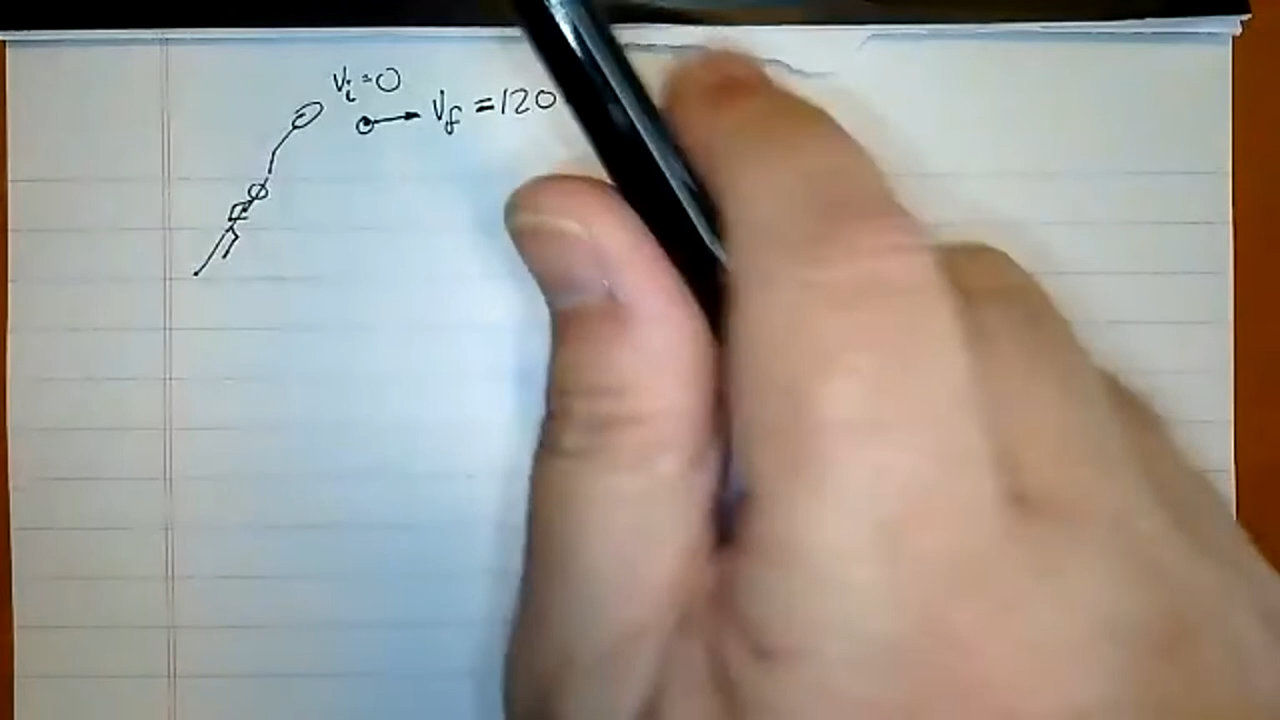 Vi = 0
Vf = 120